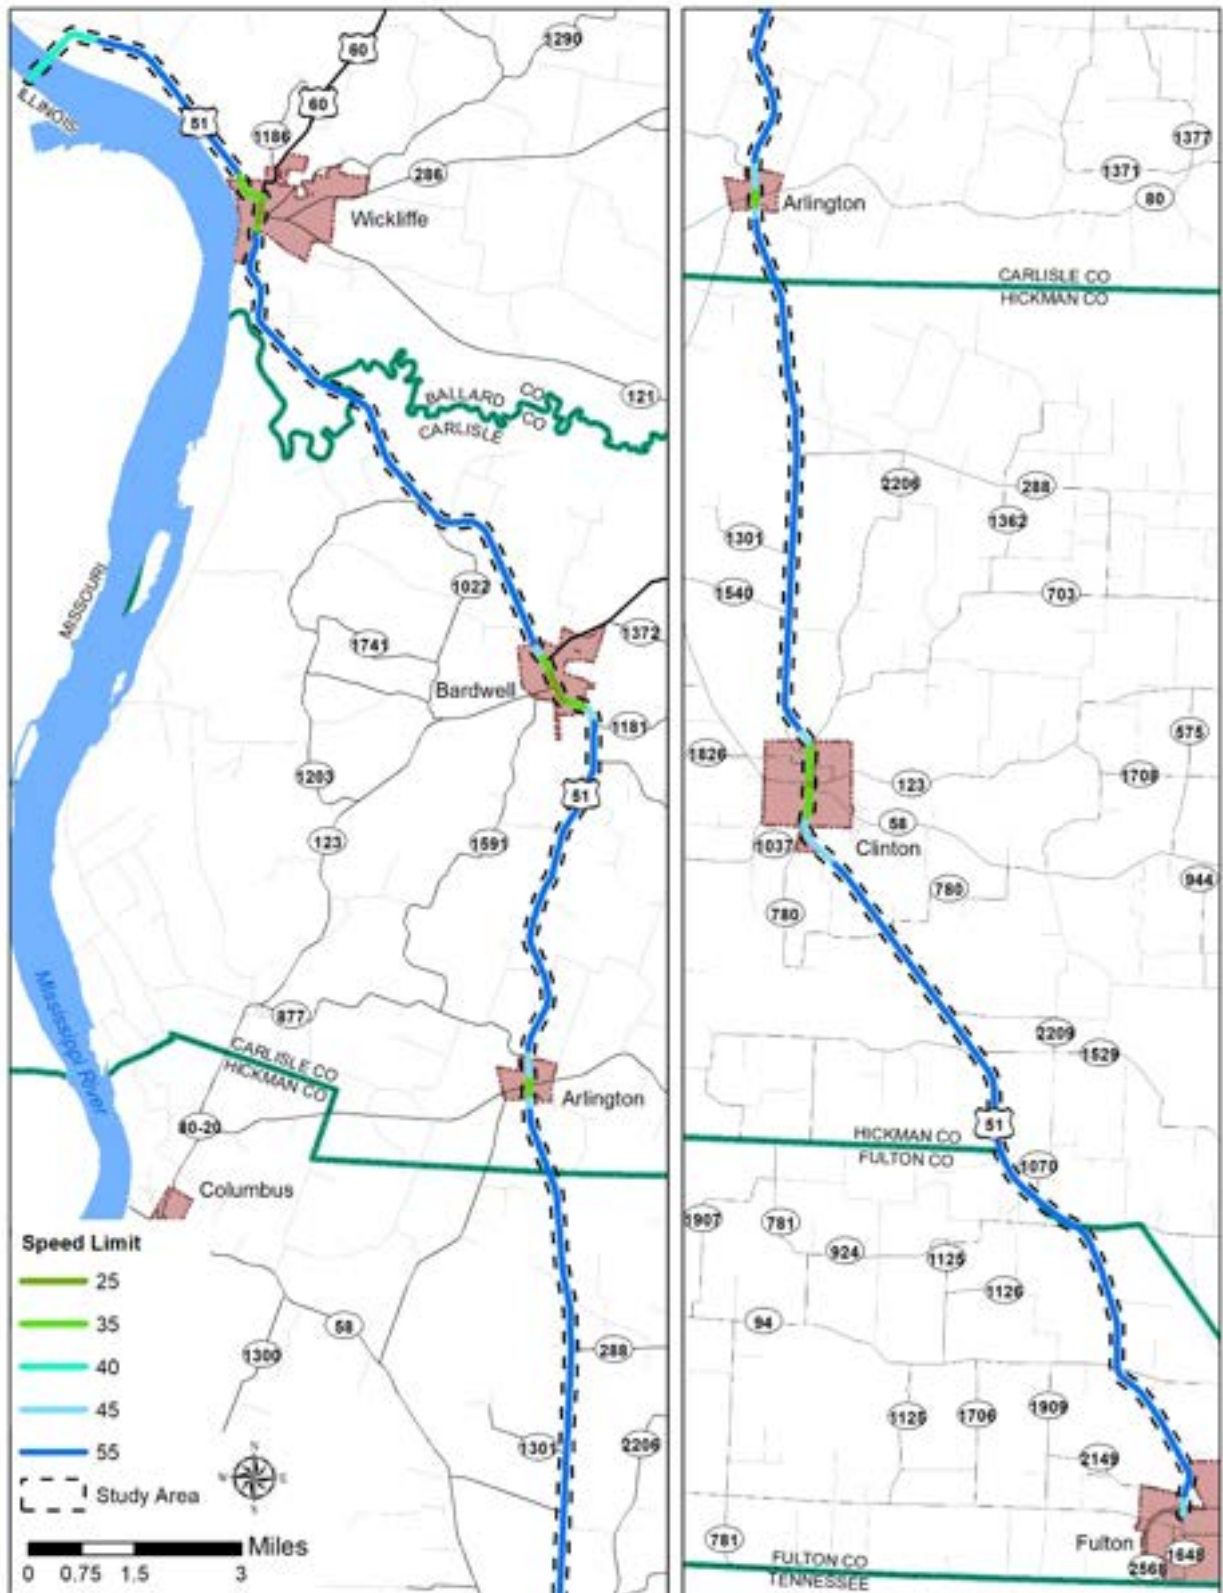 60
1290
60
ILLINOIS
51
1186
286
Wickliffe
121
BALLARD CO
CARLISLE CO
MISSOURI
1022
1741
1372
Bardwell
1181
1203
51
123
1591
Mississippi River
877
CARLISLE CO
HICKMAN CO
Arlington
80-20
Columbus
58
1300
288
1301
2206
Speed Limit
25
35
40
45
55
Study Area
N
W
E
S
0 0.75 1.5 3 Miles
1377
1371
80
Arlington
CARLISLE CO
HICKMAN CO
2206
288
1362
1301
1540
703
575
1826
123
1708
58
1037
Clinton
780
944
780
2209
1529
51
HICKMAN CO
FULTON CO
1070
1907
781
924
1125
1126
94
1125
1706
1909
2149
781
Fulton
1648
2568
FULTON CO
TENNESSEE